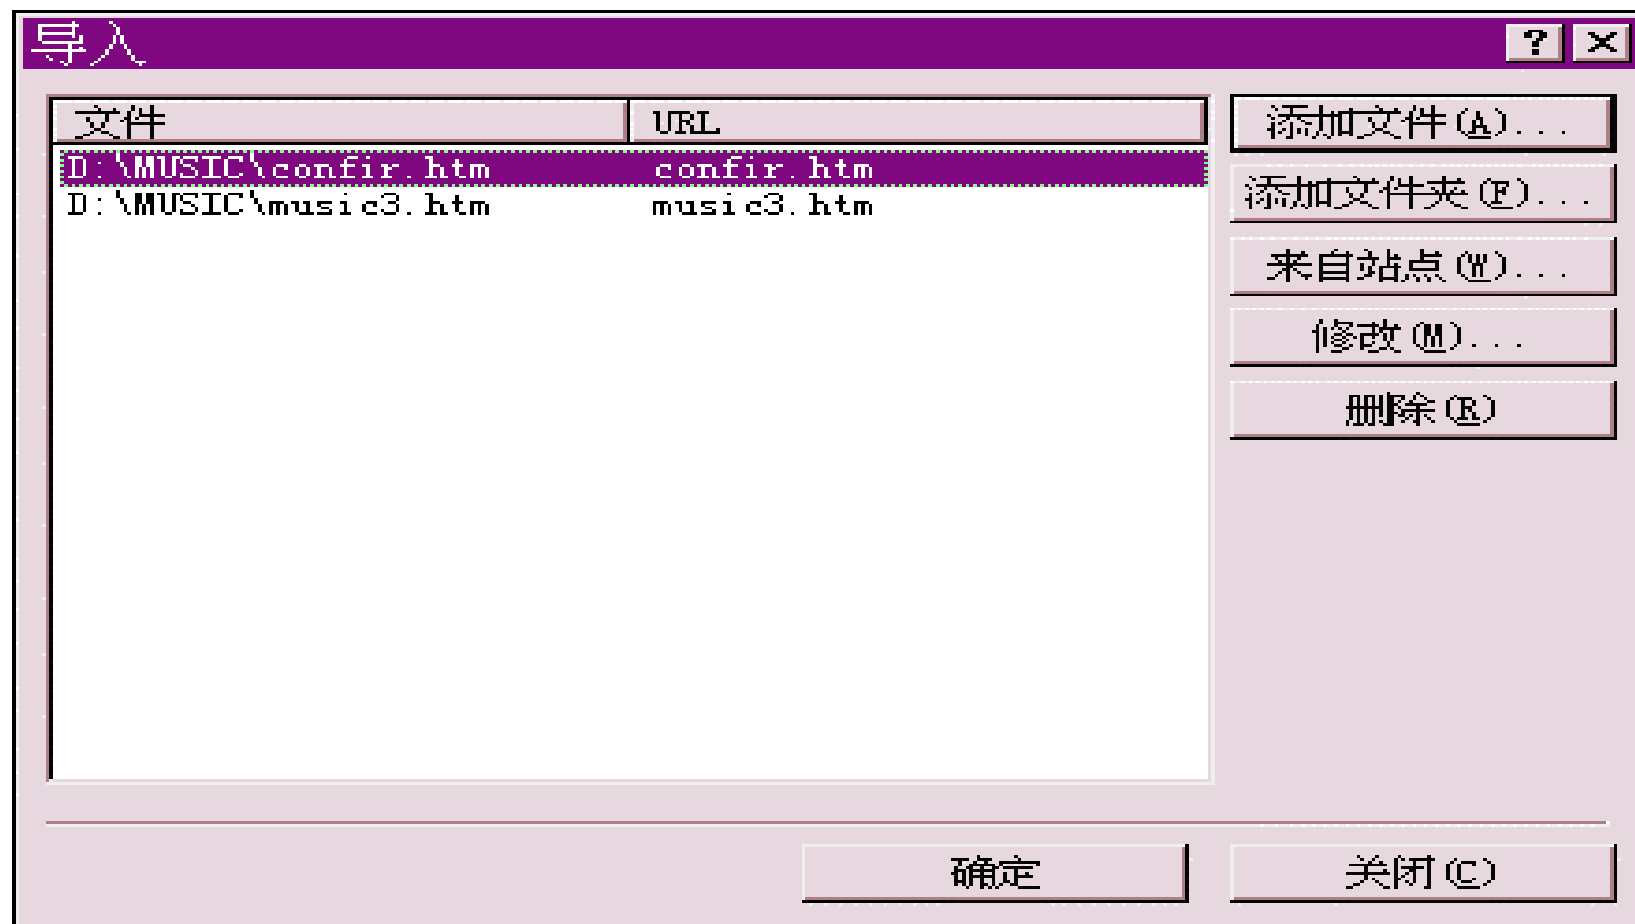 导入
文件 URL
D:\MUSIC\confir.htm confir.htm
D:\MUSIC\music3.htm music3.htm
添加文件(A)...
添加文件夹(F)...
来自站点(W)...
修改(M)...
删除(R)
确定
关闭(C)